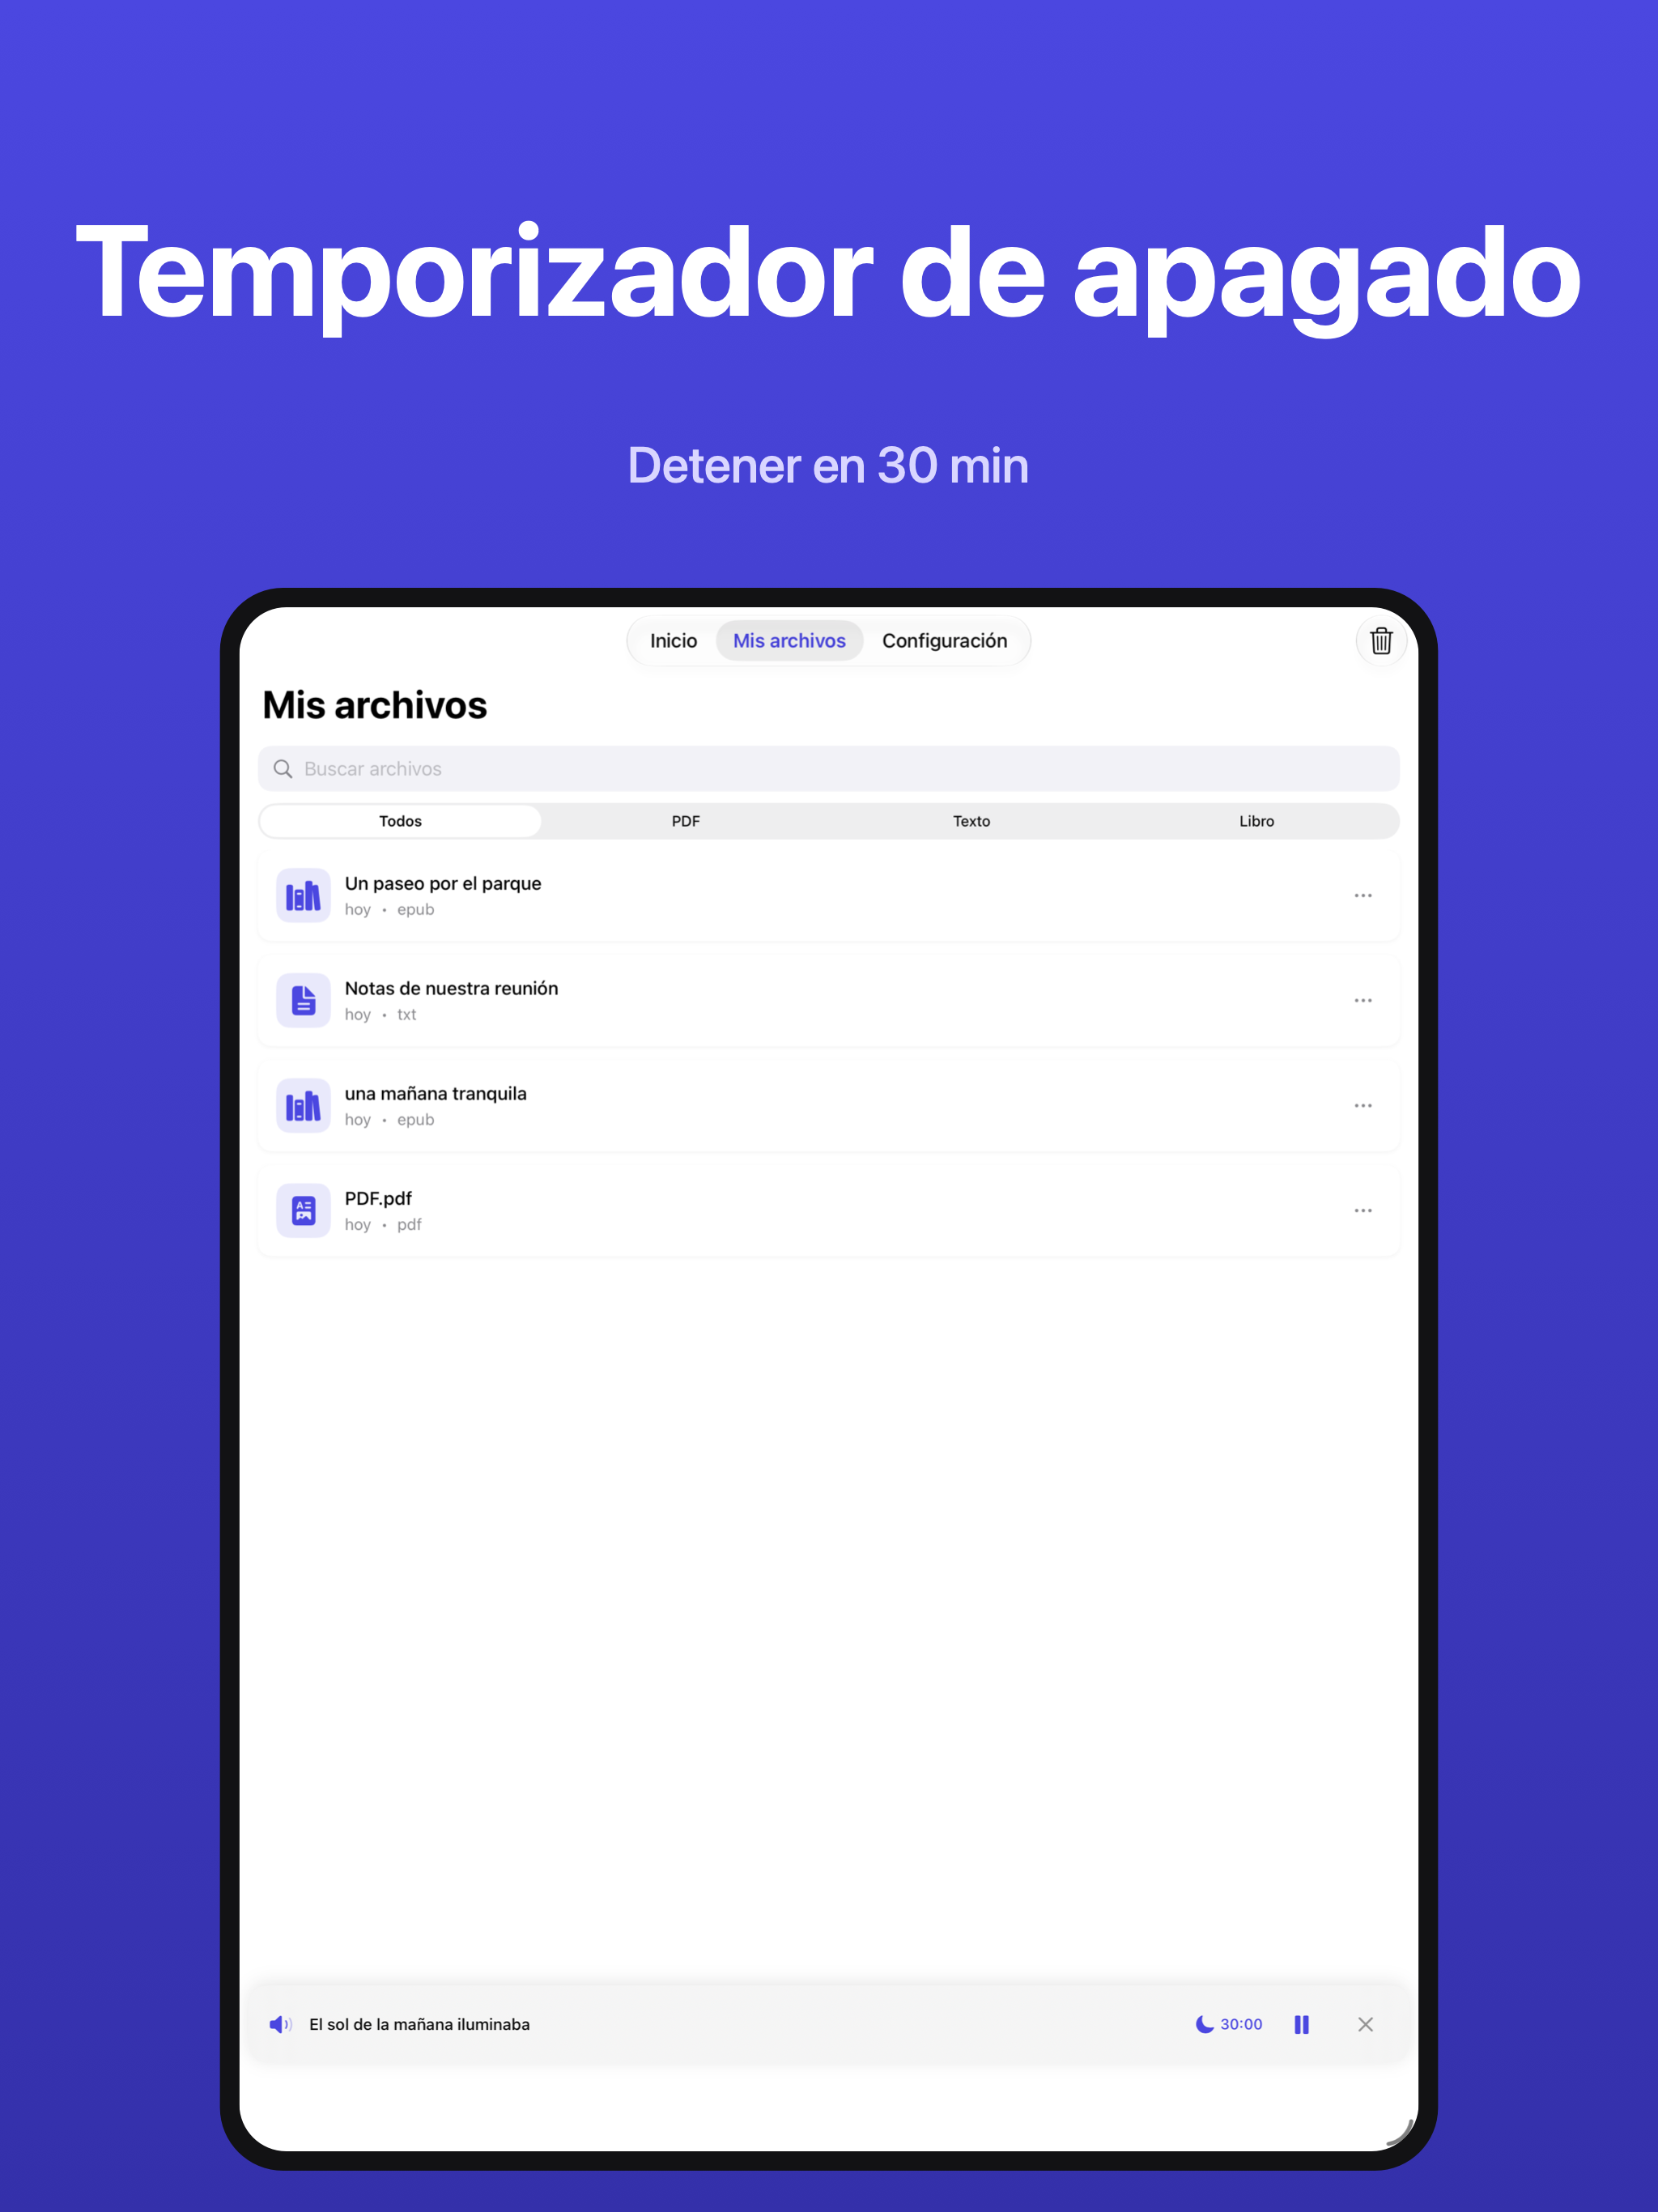 Temporizador de apagado
Detener en 30 min
Inicio Mis archivos Configuración
Mis archivos
Buscar archivos
Todos PDF Texto Libro
Un paseo por el parque
hoy • epub
Notas de nuestra reunión
hoy • txt
una mañana tranquila
hoy • epub
PDF.pdf
hoy • pdf
El sol de la mañana iluminaba 30:00